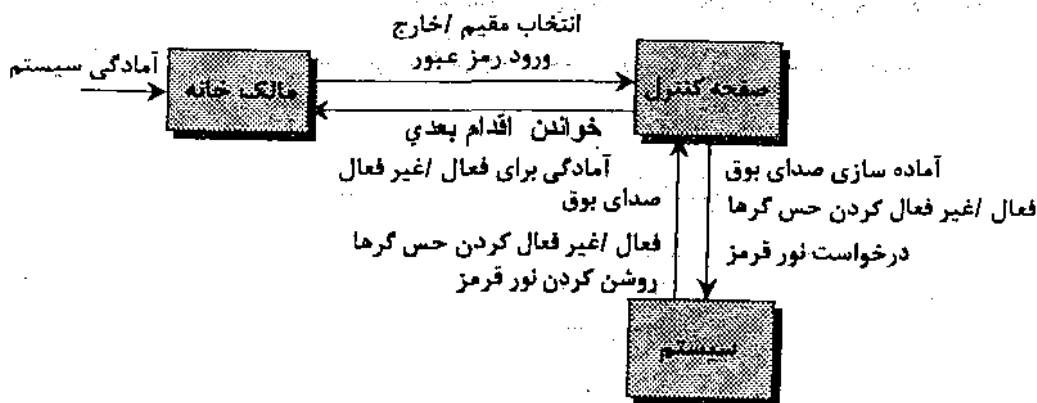 انتخاب مقیم /خارج
ورود رمز عبور
آمادگی سیستم
مالک خانه
صفحه کنترل
خواندن اقدام بعدي
آمادگی برای فعال /غیر فعال
صدای بوق
فعال /غیر فعال کردن حس گرها
روشن کردن نور قرمز
آماده سازی صدای بوق
فعال /غیر فعال کردن حس گرها
درخواست نور قرمز
سیستم